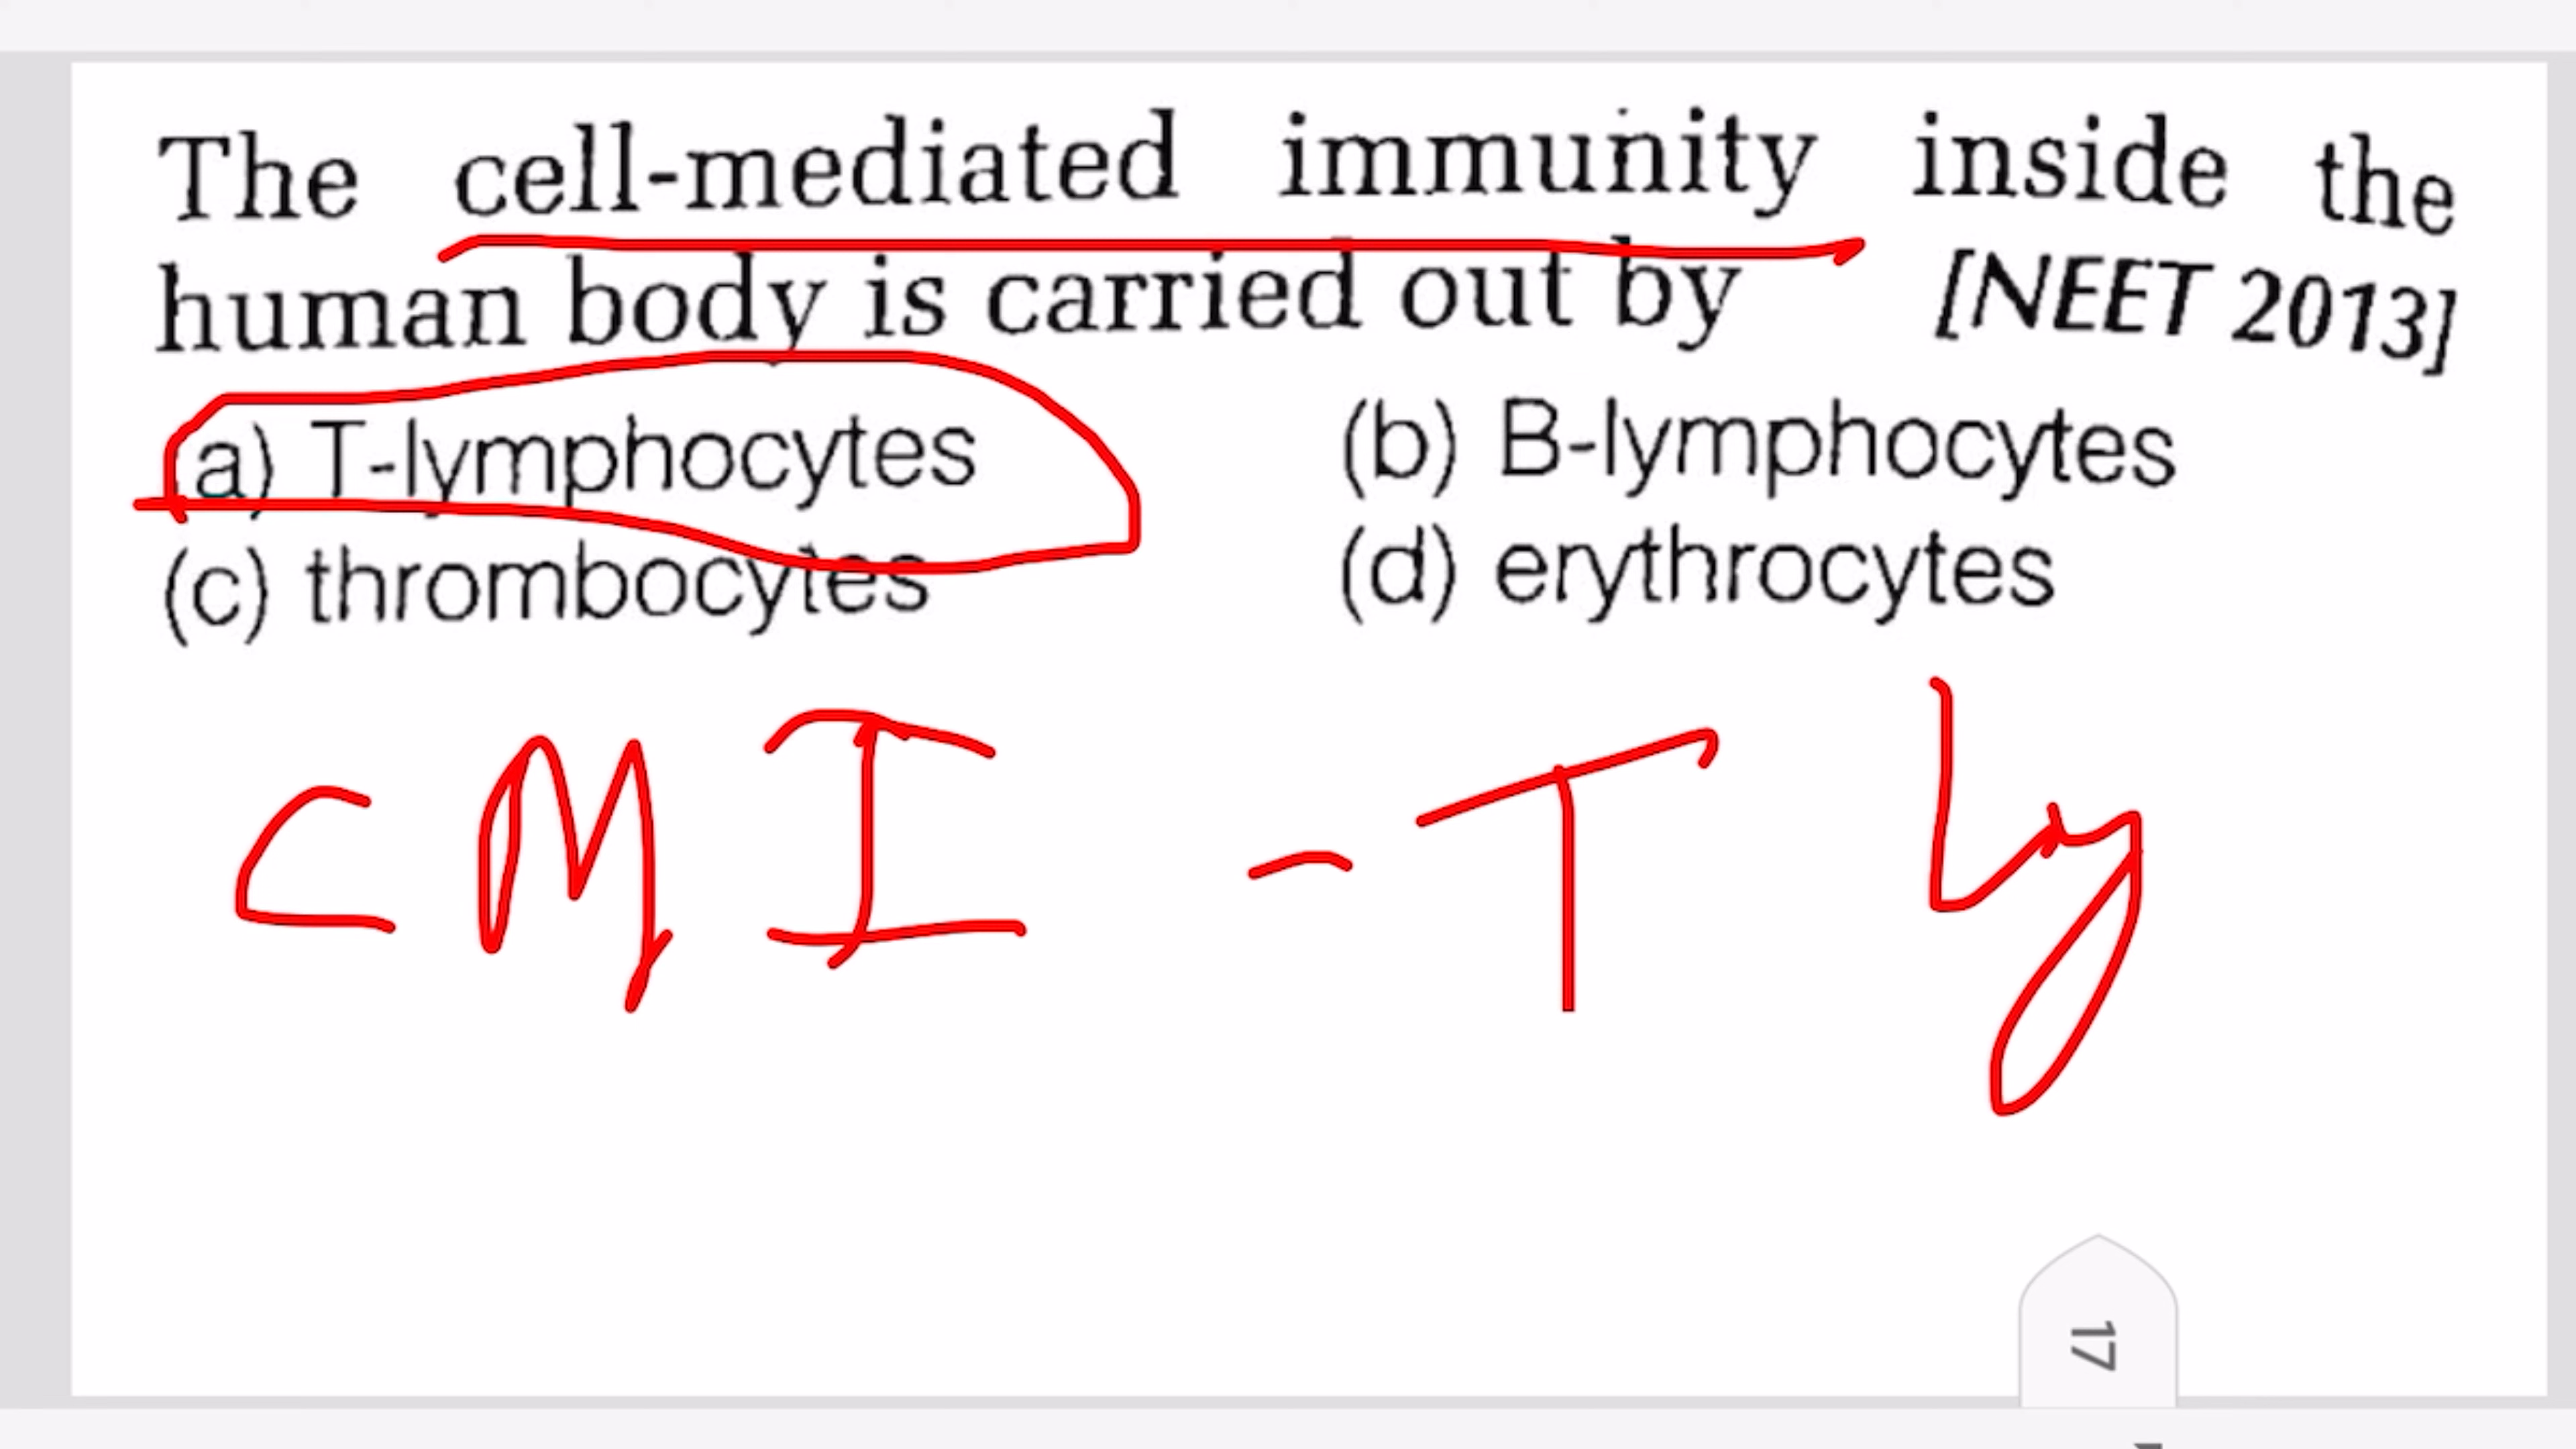 The cell-mediated immunity inside the
human body is carried out by [NEET 2013]
a) T-lymphocytes (b) B-lymphocytes
(c) thrombocytes (d) erythrocytes
CMI - T Ly
17